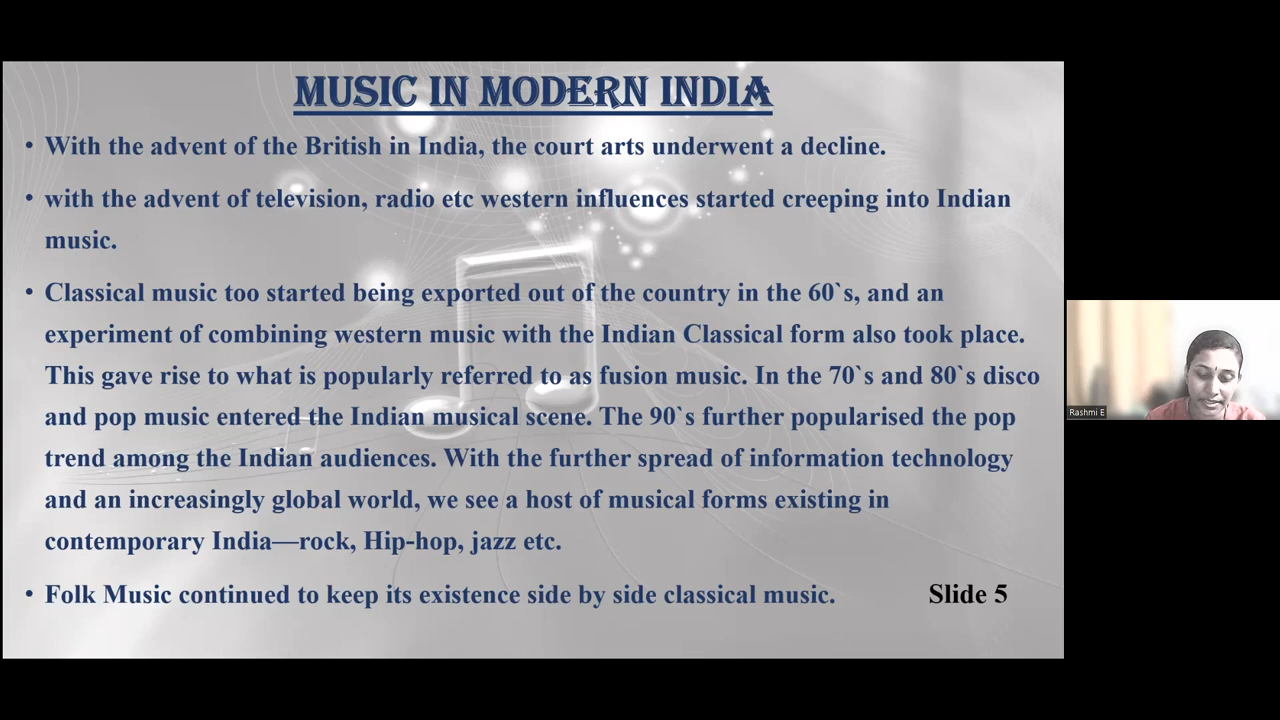 MUSIC IN MODERN INDIA
• With the advent of the British in India, the court arts underwent a decline.
• with the advent of television, radio etc western influences started creeping into Indian
music.
• Classical music too started being exported out of the country in the 60`s, and an
experiment of combining western music with the Indian Classical form also took place.
This gave rise to what is popularly referred to as fusion music. In the 70`s and 80`s disco
and pop music entered the Indian musical scene. The 90`s further popularised the pop
trend among the Indian audiences. With the further spread of information technology
and an increasingly global world, we see a host of musical forms existing in
contemporary India—rock, Hip-hop, jazz etc.
• Folk Music continued to keep its existence side by side classical music.
Slide 5
Rashmi E